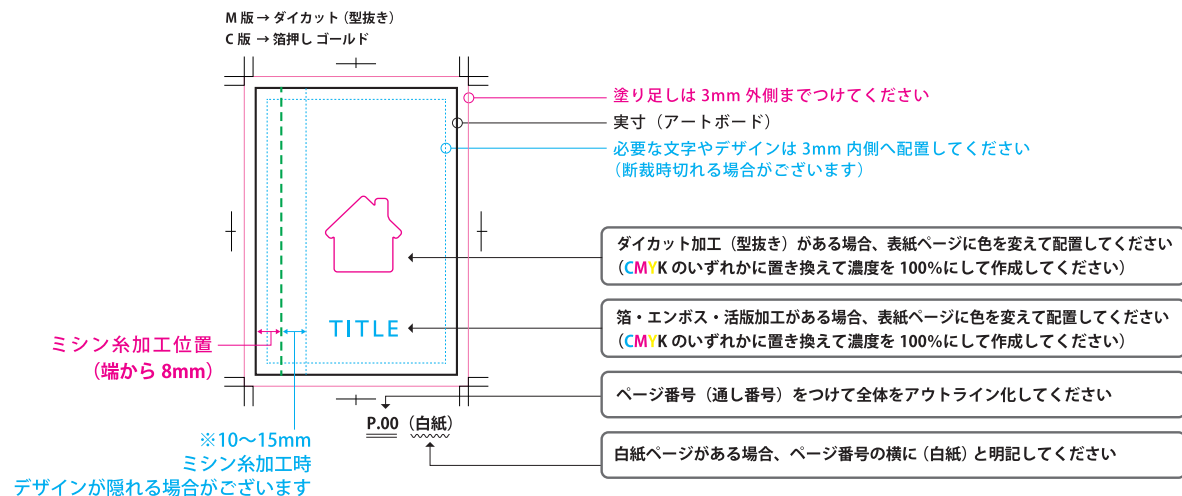 M 版 → ダイカット（型抜き）
C 版 → 箔押し ゴールド
塗り足しは 3mm 外側までつけてください
実寸（アートボード）
必要な文字やデザインは 3mm 内側へ配置してください
（断裁時切れる場合がございます）
ダイカット加工（型抜き）がある場合、表紙ページに色を変えて配置してください
（CMYK のいずれかに置き換えて濃度を 100%にして作成してください）
TITLE
箔・エンボス・活版加工がある場合、表紙ページに色を変えて配置してください
（CMYK のいずれかに置き換えて濃度を 100%にして作成してください）
ミシン糸加工位置
（端から 8mm）
ページ番号（通し番号）をつけて全体をアウトライン化してください
P.00（白紙）
白紙ページがある場合、ページ番号の横に（白紙）と明記してください
※10～15mm
ミシン糸加工時
デザインが隠れる場合がございます